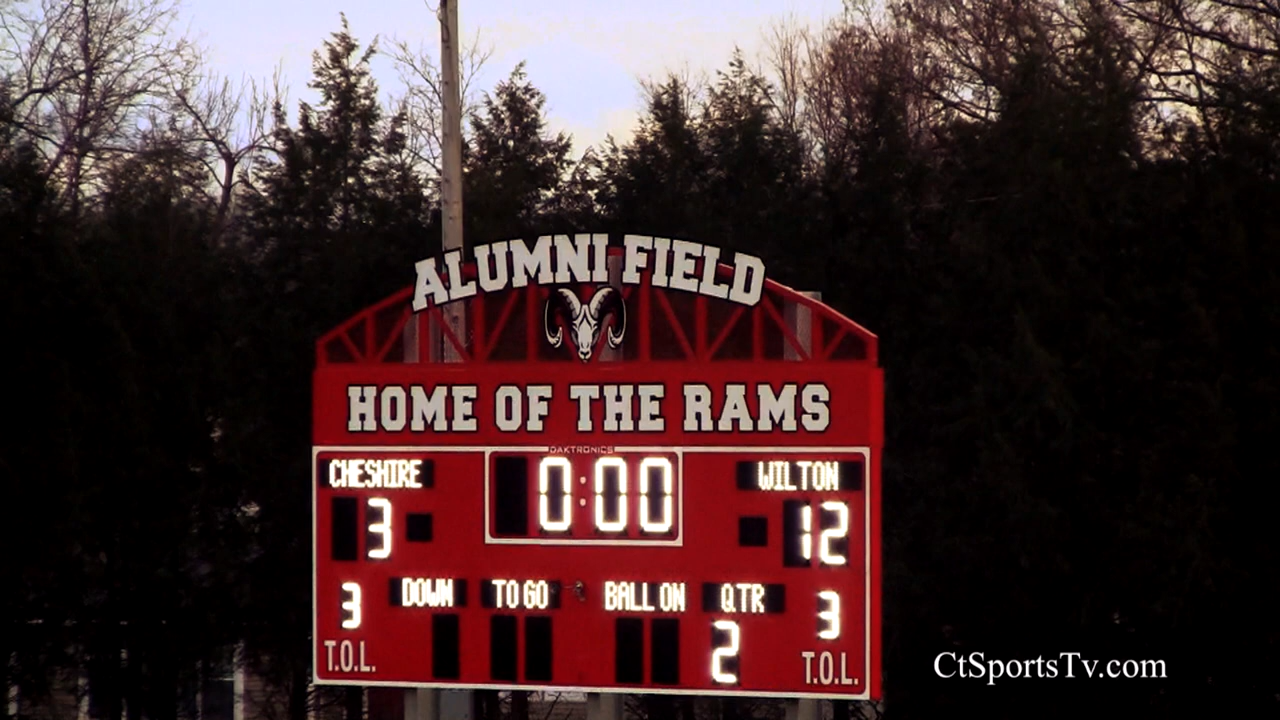 ALUMNI FIELD
HOME OF THE RAMS
DAKTRONICS
CHESHIRE 0:00 WILTON
3 12
DOWN TO GO BALL ON QTR
3 2 3
T.O.L. T.O.L.
CtSportsTv.com